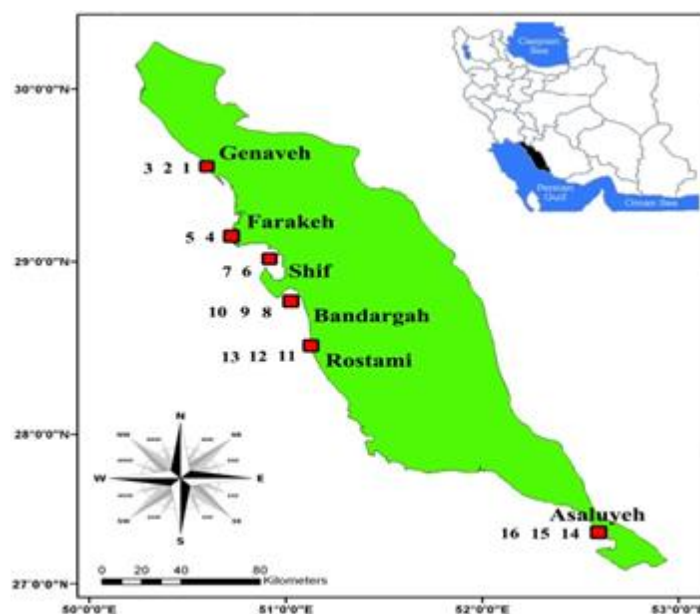 Caspian Sea
30°0'0"N
Genaveh
3 2 1
Farakeh
5 4
Persian Gulf
Oman Sea
29°0'0"N
Shif
7 6
10 9 8
Bandargah
13 12 11
Rostami
28°0'0"N
N
W E
S
Asaluyeh
16 15 14
0 20 40 80
Kilometers
27°0'0"N
50°0'0"E 51°0'0"E 52°0'0"E 53°0'0"E